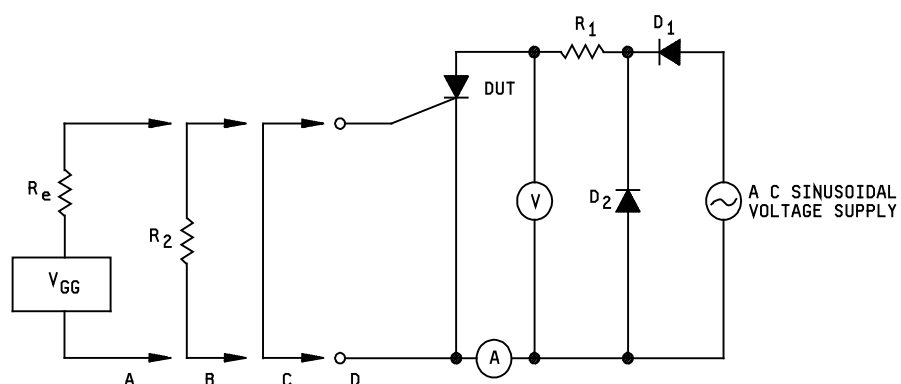 R1
D1
DUT
Re
R2
V
D2
A C SINUSOIDAL
VOLTAGE SUPPLY
VGG
A
A
B
C
D